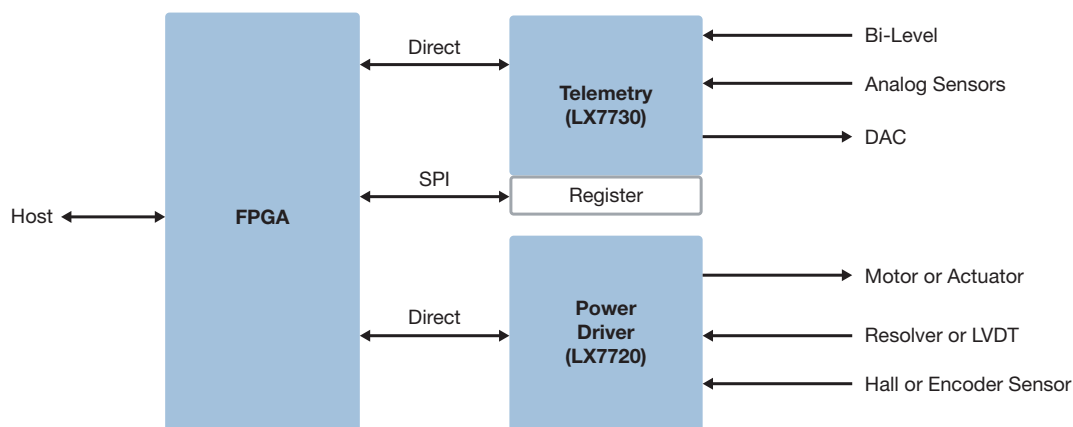 Direct
Bi-Level
Telemetry
(LX7730)
Analog Sensors
DAC
SPI
Register
Host
FPGA
Direct
Power
Driver
(LX7720)
Motor or Actuator
Resolver or LVDT
Hall or Encoder Sensor